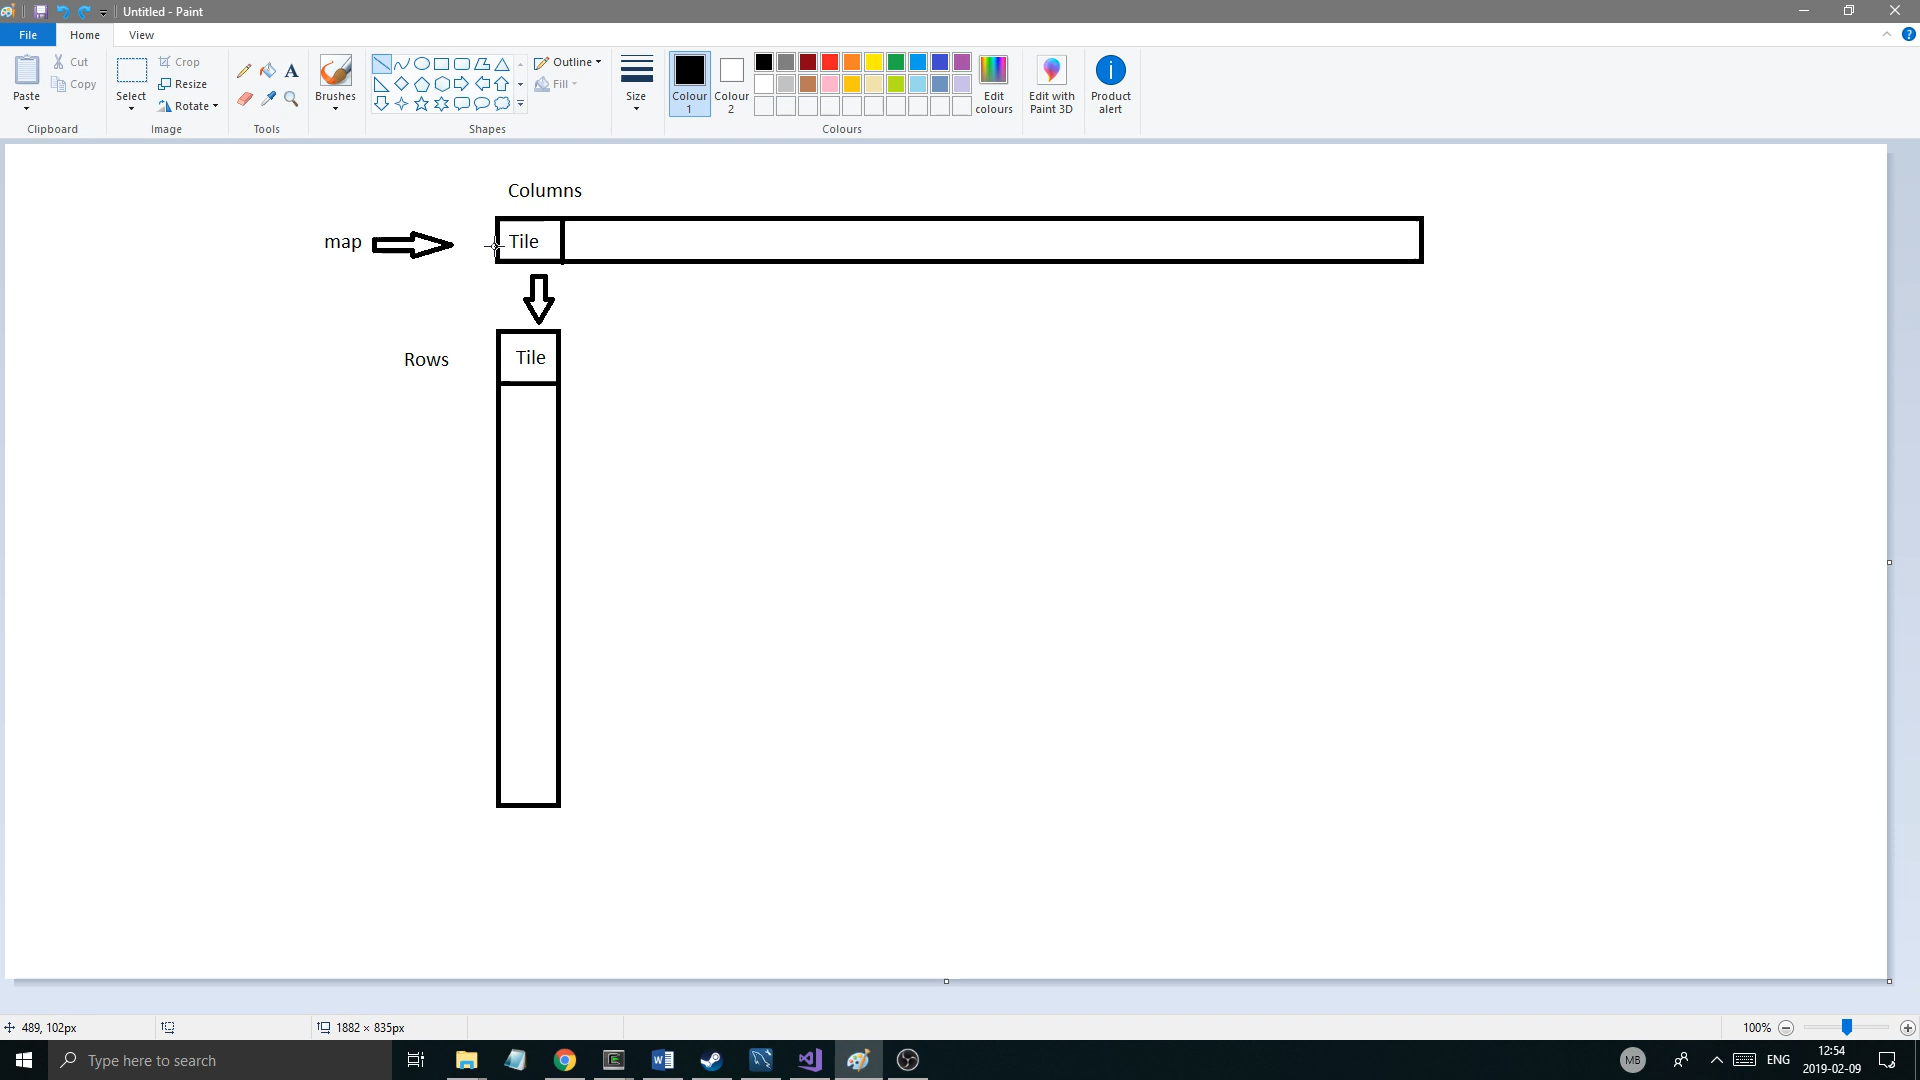 Untitled - Paint
File Home View
Cut
Copy
Paste
Clipboard
Crop
Resize
Rotate
Select
Image
Tools
Brushes
Outline
Fill
Shapes
Size
Colour 1
Colour 2
Edit colours
Colours
Edit with Paint 3D
Product alert
Columns
map
Tile
Rows
Tile
489, 102px
1882 × 835px
100%
Type here to search
MB
ENG
12:54
2019-02-09